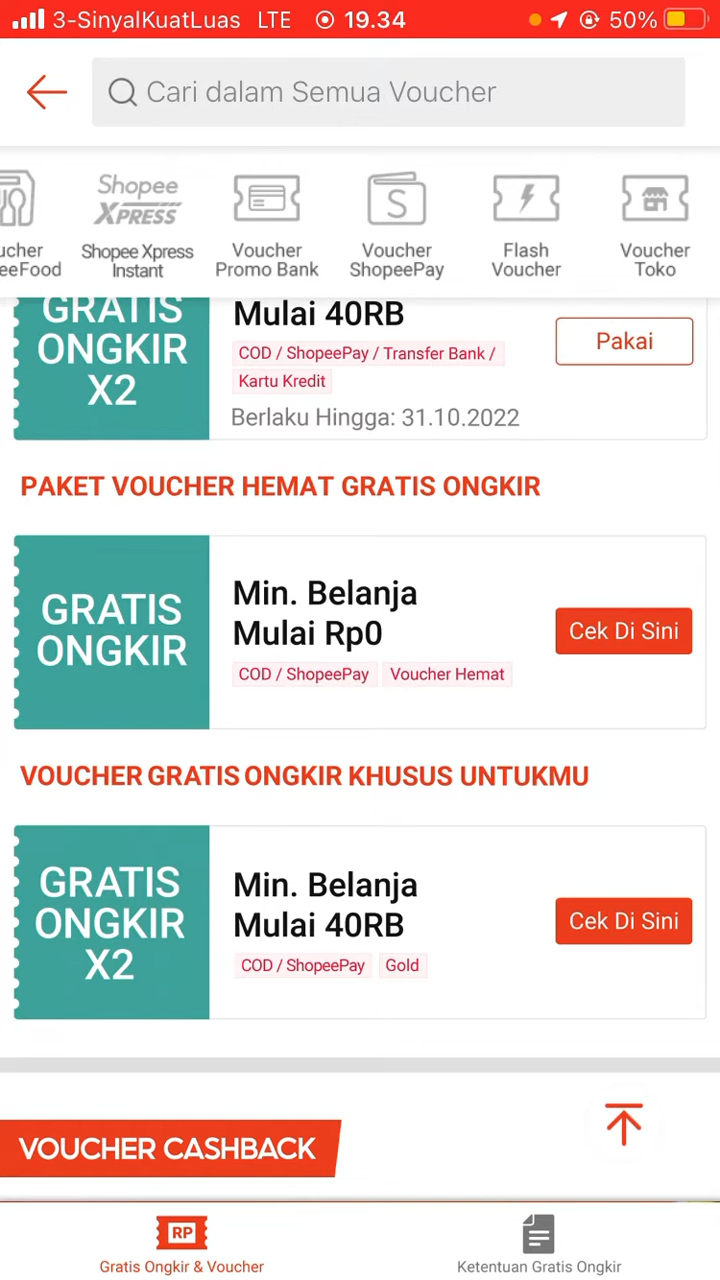 3-SinyalKuatLuas LTE 19.34 50%
Cari dalam Semua Voucher
Shopee
XPRESS
ucher
eeFood
Shopee Xpress
Instant
Voucher
Promo Bank
S
Voucher
ShopeePay
Flash
Voucher
Voucher
Toko
GRATIS
ONGKIR
X2
Mulai 40RB
COD / ShopeePay / Transfer Bank /
Kartu Kredit
Berlaku Hingga: 31.10.2022
Pakai
PAKET VOUCHER HEMAT GRATIS ONGKIR
GRATIS
ONGKIR
Min. Belanja
Mulai Rp0
COD / ShopeePay Voucher Hemat
Cek Di Sini
VOUCHER GRATIS ONGKIR KHUSUS UNTUKMU
GRATIS
ONGKIR
X2
Min. Belanja
Mulai 40RB
COD / ShopeePay Gold
Cek Di Sini
VOUCHER CASHBACK
RP
Gratis Ongkir & Voucher
Ketentuan Gratis Ongkir